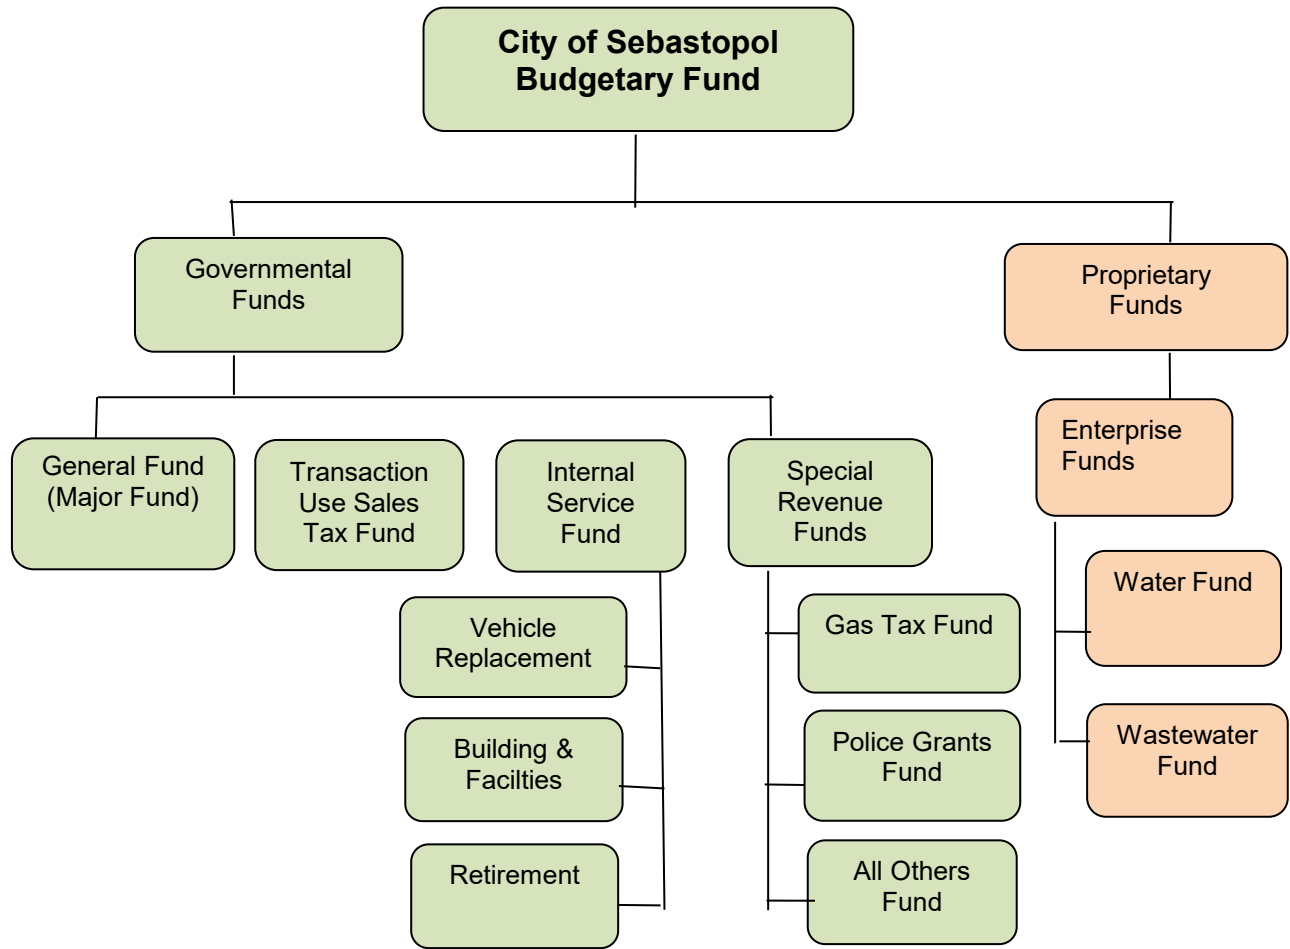 City of Sebastopol
Budgetary Fund
Governmental
Funds
Proprietary
Funds
General Fund
(Major Fund)
Transaction
Use Sales
Tax Fund
Internal
Service
Fund
Special
Revenue
Funds
Enterprise
Funds
Vehicle
Replacement
Building &
Facilties
Retirement
Gas Tax Fund
Police Grants
Fund
All Others
Fund
Water Fund
Wastewater
Fund